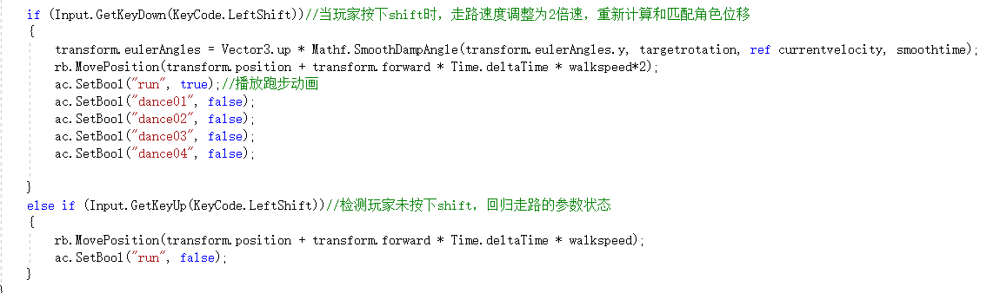 if (Input.GetKeyDown(KeyCode.LeftShift))//当玩家按下shift时，走路速度调整为2倍速，重新计算和匹配角色位移
{
transform.eulerAngles = Vector3.up * Mathf.SmoothDampAngle(transform.eulerAngles.y, targetrotation, ref currentvelocity, smoothtime);
rb.MovePosition(transform.position + transform.forward * Time.deltaTime * walkspeed*2);
ac.SetBool("run", true);//播放跑步动画
ac.SetBool("dance01", false);
ac.SetBool("dance02", false);
ac.SetBool("dance03", false);
ac.SetBool("dance04", false);
}
else if (Input.GetKeyUp(KeyCode.LeftShift))//检测玩家未按下shift，回归走路的参数状态
{
rb.MovePosition(transform.position + transform.forward * Time.deltaTime * walkspeed);
ac.SetBool("run", false);
}
}